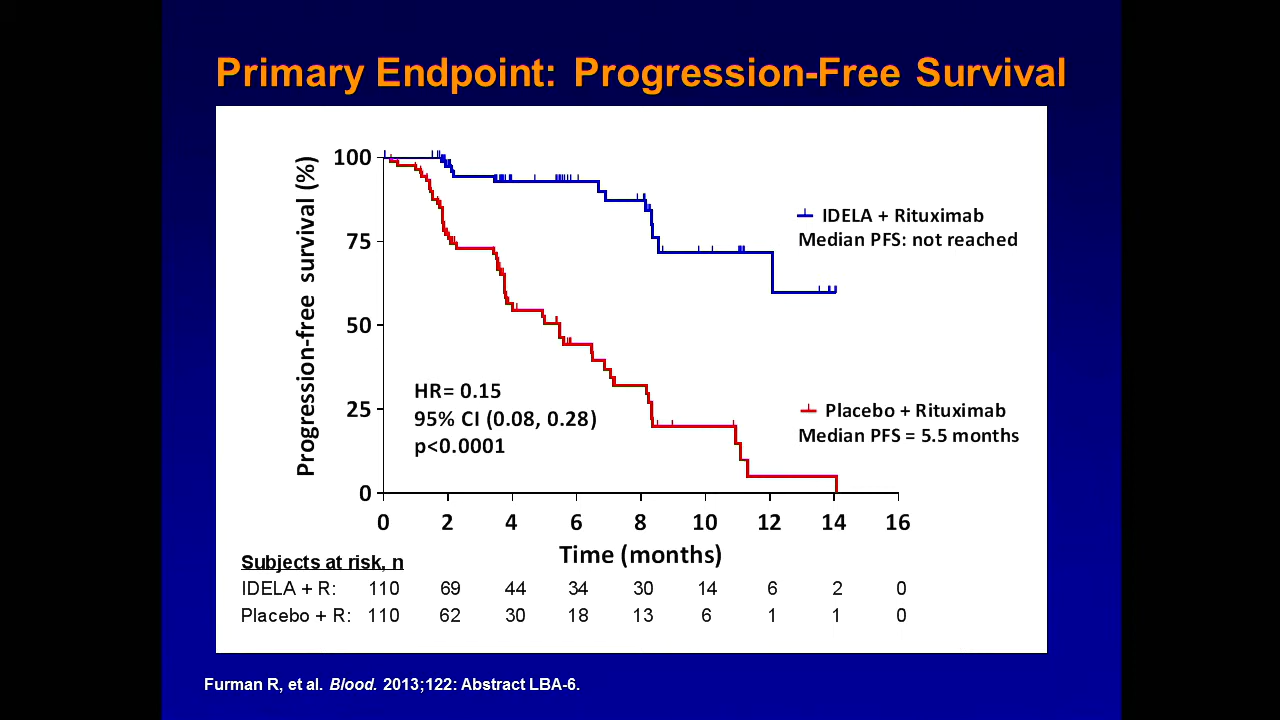 Primary Endpoint: Progression-Free Survival
Progression-free survival (%)
100
75
50
25
0
IDELA + Rituximab
Median PFS: not reached
HR= 0.15
95% CI (0.08, 0.28)
p<0.0001
Placebo + Rituximab
Median PFS = 5.5 months
0 2 4 6 8 10 12 14 16
Time (months)
Subjects at risk, n
IDELA + R: 110 69 44 34 30 14 6 2 0
Placebo + R: 110 62 30 18 13 6 1 1 0
Furman R, et al. Blood. 2013;122: Abstract LBA-6.